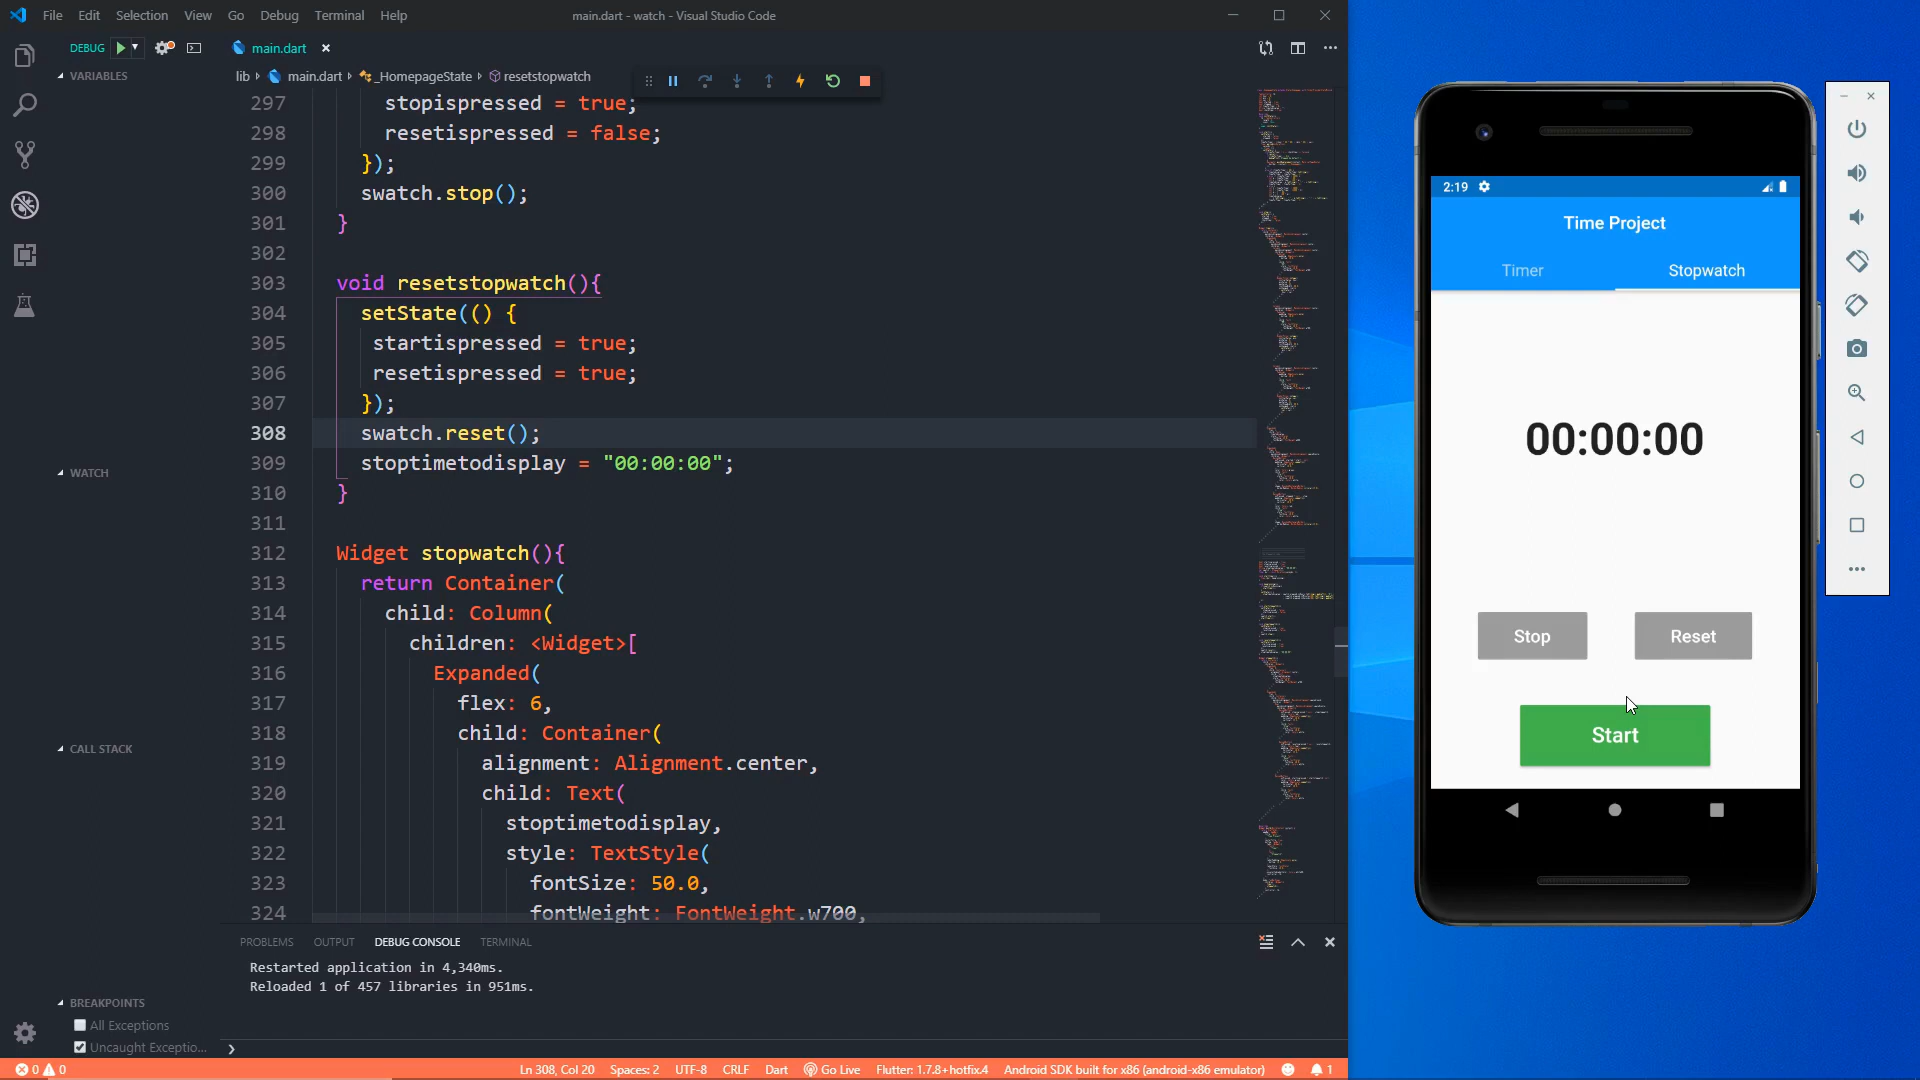 File Edit Selection View Go Debug Terminal Help
main.dart - watch - Visual Studio Code
DEBUG
main.dart
VARIABLES
lib main.dart _HomepageState resetstopwatch
297 stopispressed = true;
298 resetispressed = false;
299 });
300 swatch.stop();
301 }
302
303 void resetstopwatch(){
304 setState(() {
305 startispressed = true;
306 resetispressed = true;
307 });
308 swatch.reset();
309 stoptimetodisplay = "00:00:00";
310 }
311
312 Widget stopwatch(){
313 return Container(
314 child: Column(
315 children: <Widget>[
316 Expanded(
317 flex: 6,
318 child: Container(
319 alignment: Alignment.center,
320 child: Text(
321 stoptimetodisplay,
322 style: TextStyle(
323 fontSize: 50.0,
324 fontWeight: FontWeight.w700,
WATCH
CALL STACK
BREAKPOINTS
All Exceptions
Uncaught Exceptio...
PROBLEMS OUTPUT DEBUG CONSOLE TERMINAL
Restarted application in 4,340ms.
Reloaded 1 of 457 libraries in 951ms.
0 0 Ln 308, Col 20 Spaces: 2 UTF-8 CRLF Dart Go Live Flutter: 1.7.8+hotfix.4 Android SDK built for x86 (android-x86 emulator) 1
2:19
Time Project
Timer Stopwatch
00:00:00
Stop Reset
Start